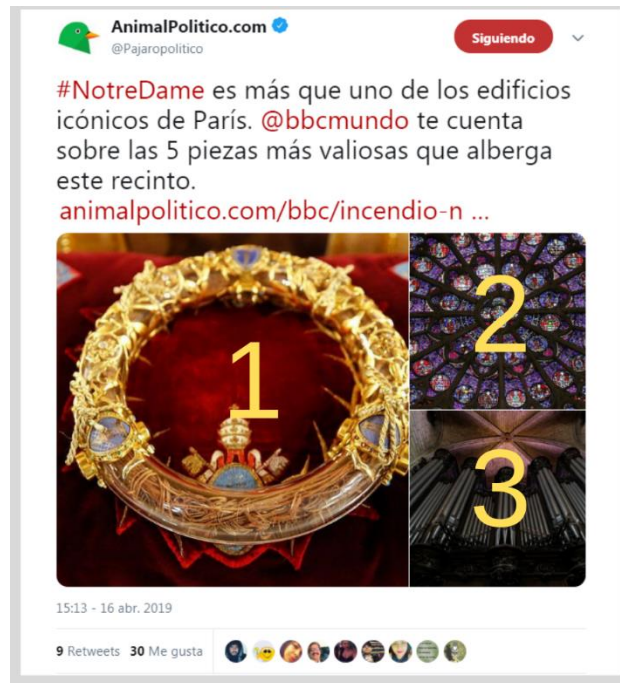 AnimalPolitico.com
@Pajaropolitico
Siguiendo
#NotreDame es más que uno de los edificios
icónicos de París. @bbcmundo te cuenta
sobre las 5 piezas más valiosas que alberga
este recinto.
animalpolitico.com/bbc/incendio-n ...
1
2
3
15:13 - 16 abr. 2019
9 Retweets 30 Me gusta